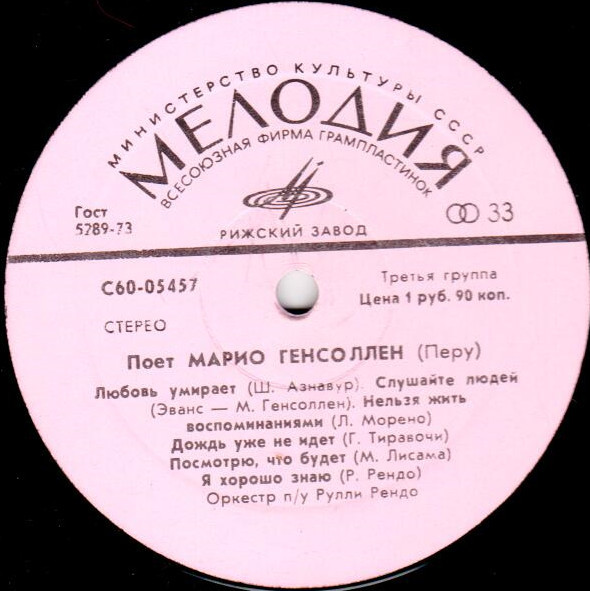 МИНИСТЕРСТВО КУЛЬТУРЫ СССР
МЕЛОДИЯ
ВСЕСОЮЗНАЯ ФИРМА ГРАМПЛАСТИНОК
Гост
5289-73
РИЖСКИЙ ЗАВОД
33
С60-05457
СТЕРЕО
Третья группа
Цена 1 руб. 90 коп.
Поет МАРИО ГЕНСОЛЛЕН (Перу)
Любовь умирает (Ш. Азнавур). Слушайте людей
(Эванс — М. Генсоллен). Нельзя жить
воспоминаниями (Л. Морено)
Дождь уже не идет (Г. Тиравочи)
Посмотрю, что будет (М. Лисама)
Я хорошо знаю (Р. Рендо)
Оркестр п/у Рулли Рендо